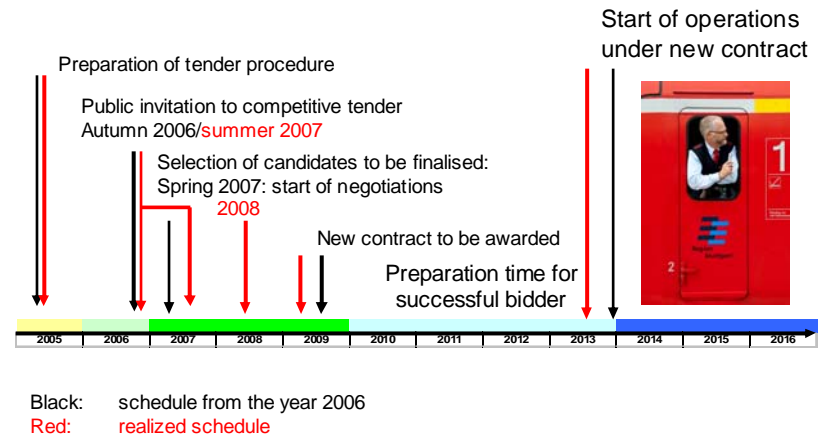 Start of operations
under new contract
Preparation of tender procedure
Public invitation to competitive tender
Autumn 2006/summer 2007
Selection of candidates to be finalised:
Spring 2007: start of negotiations
2008
New contract to be awarded
Preparation time for
successful bidder
1
2
2005 2006 2007 2008 2009 2010 2011 2012 2013 2014 2015 2016
Black: schedule from the year 2006
Red: realized schedule